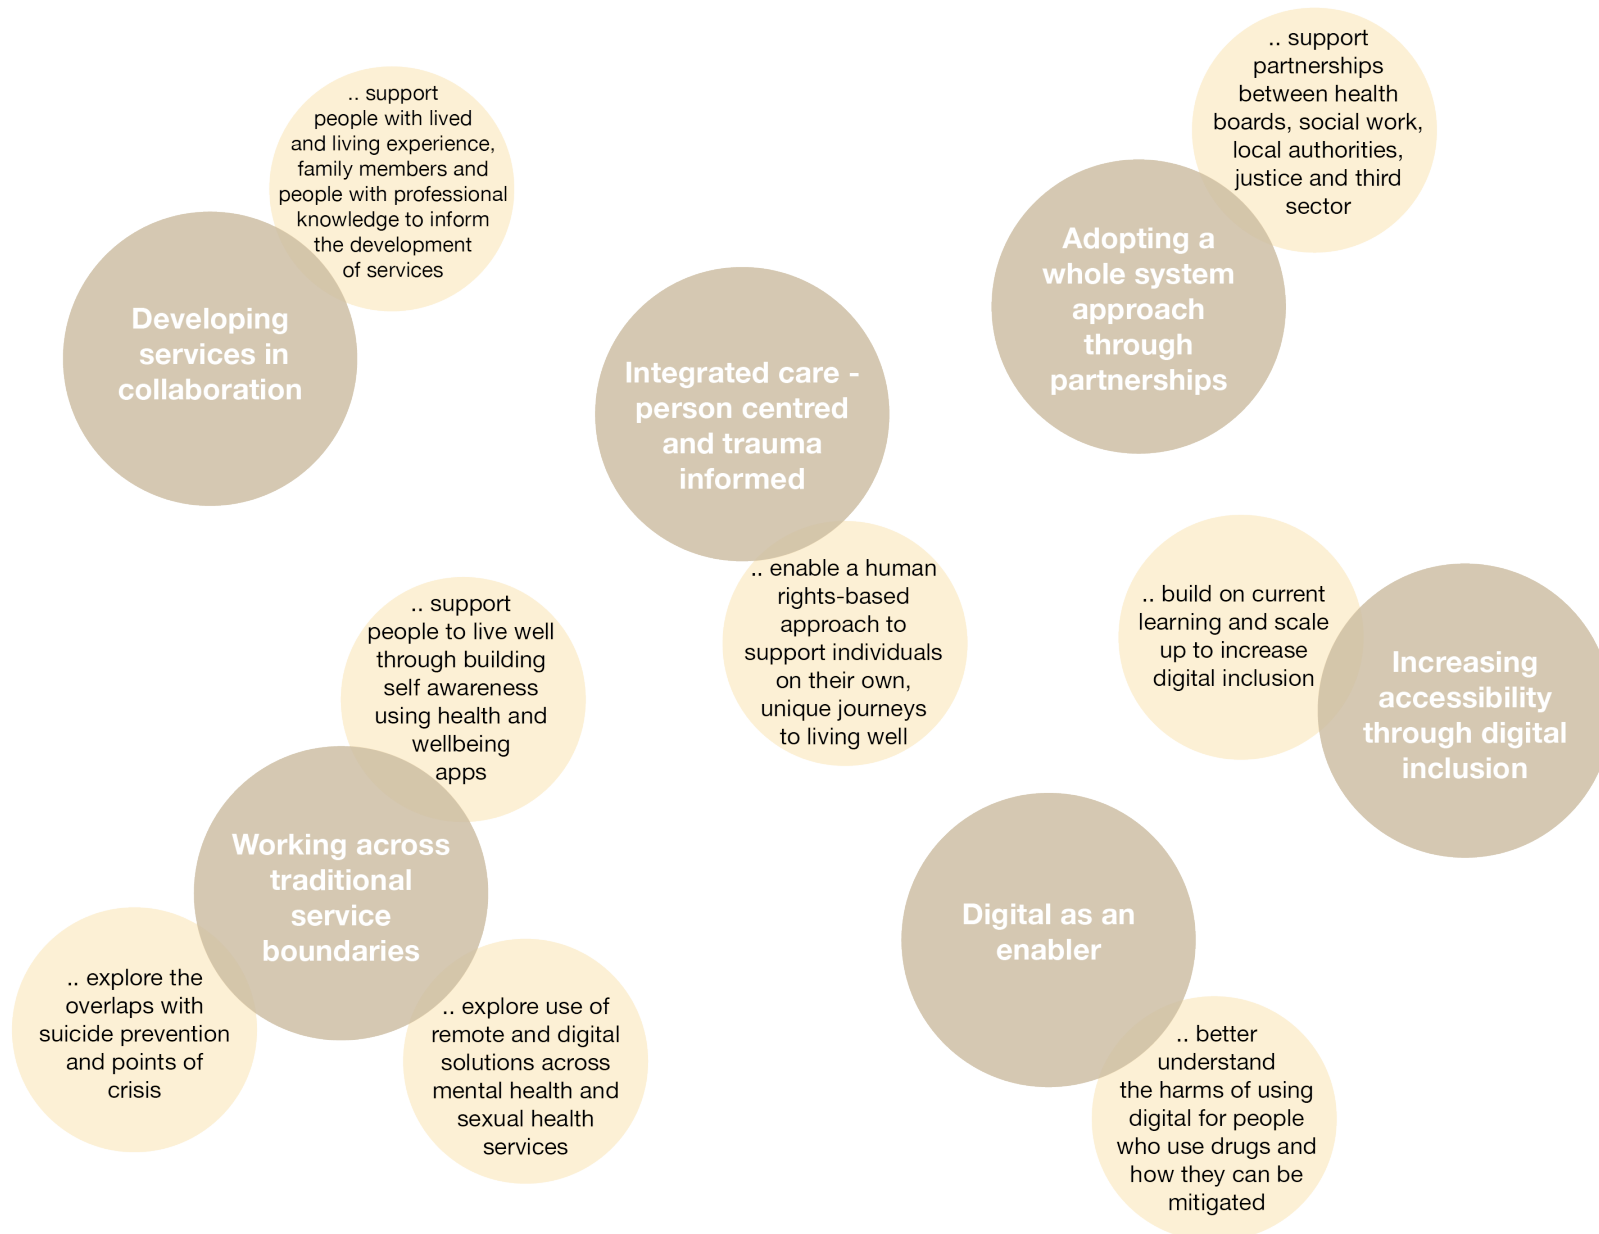 .. support
people with lived
and living experience,
family members and
people with professional
knowledge to inform
the development
of services
Developing
services in
collaboration
.. support
partnerships
between health
boards, social work,
local authorities,
justice and third
sector
Adopting a
whole system
approach
through
partnerships
Integrated care -
person centred
and trauma
informed
.. enable a human
rights-based
approach to
support individuals
on their own,
unique journeys
to living well
.. build on current
learning and scale
up to increase
digital inclusion
Increasing
accessibility
through digital
inclusion
.. support
people to live well
through building
self awareness
using health and
wellbeing
apps
Working across
traditional
service
boundaries
.. explore the
overlaps with
suicide prevention
and points of
crisis
.. explore use of
remote and digital
solutions across
mental health and
sexual health
services
Digital as an
enabler
.. better
understand
the harms of using
digital for people
who use drugs and
how they can be
mitigated